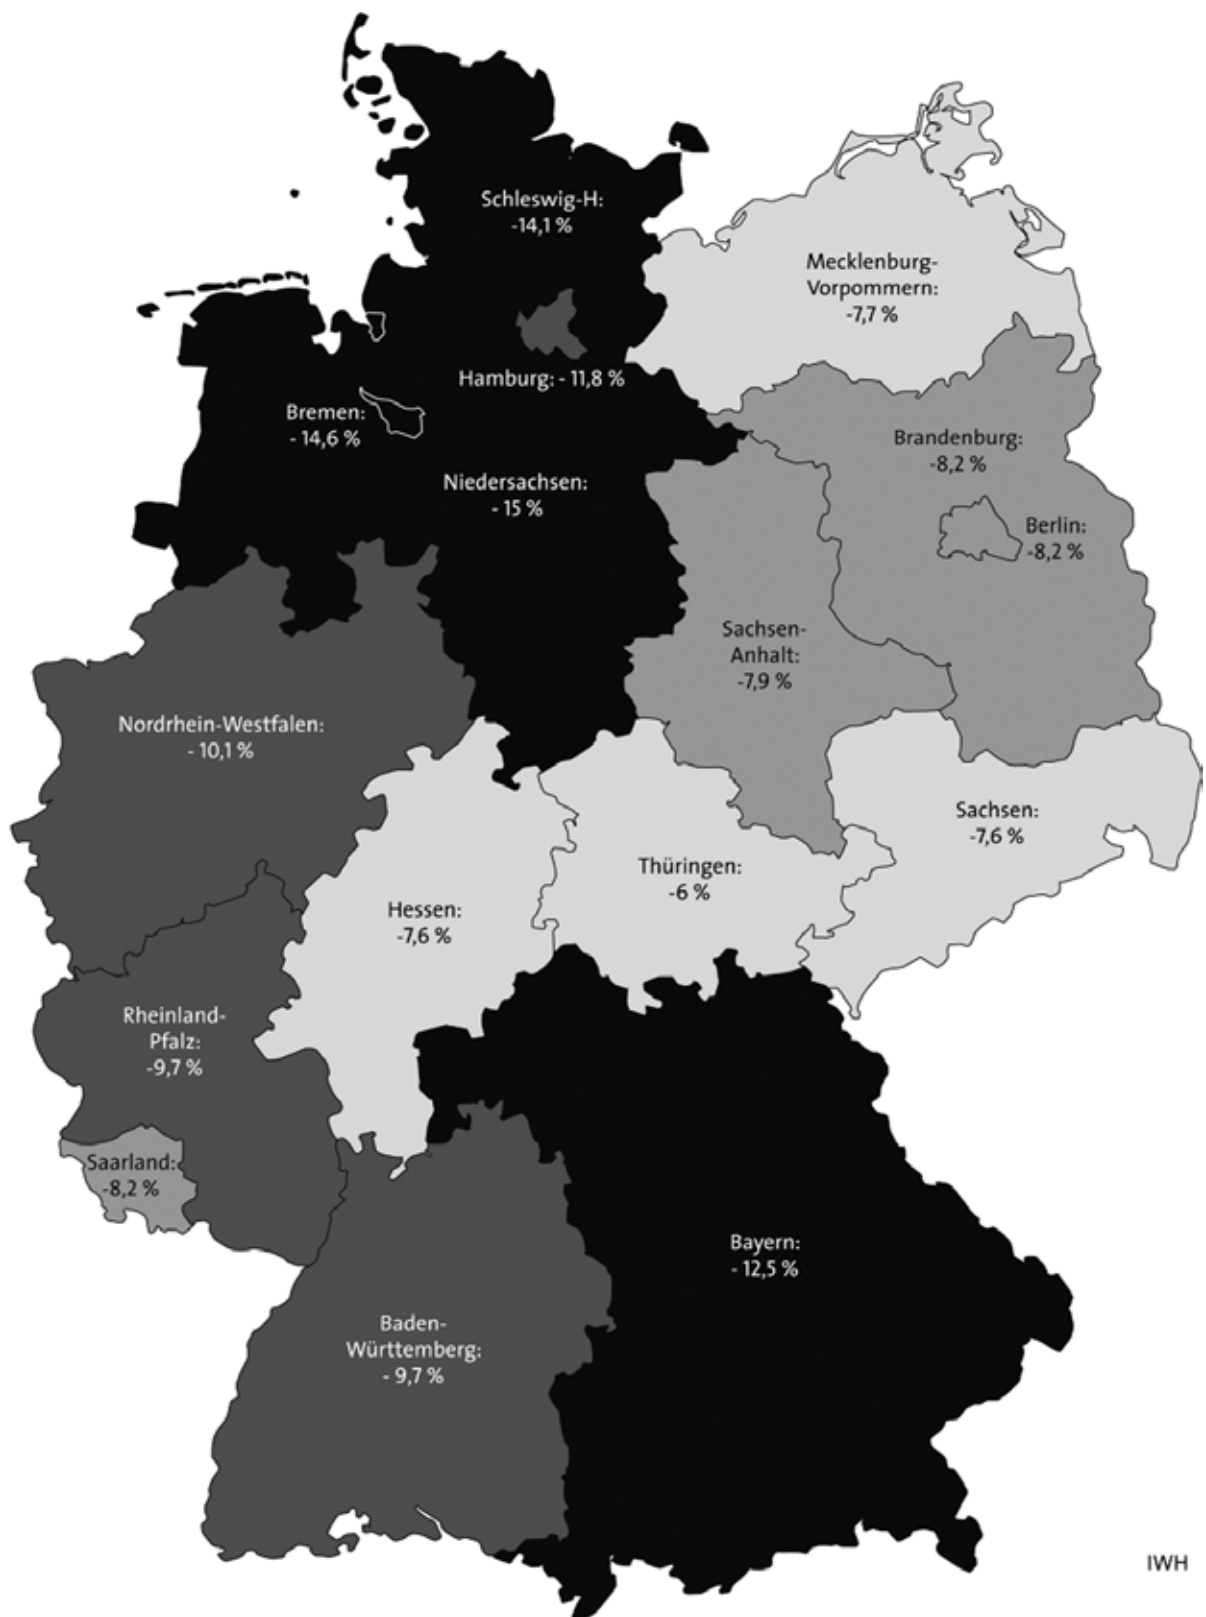 Schleswig-H:
-14,1 %
Mecklenburg-
Vorpommern:
-7,7 %
Hamburg: - 11,8 %
Bremen:
- 14,6 %
Brandenburg:
-8,2 %
Niedersachsen:
- 15 %
Berlin:
-8,2 %
Sachsen-
Anhalt:
-7,9 %
Nordrhein-Westfalen:
- 10,1 %
Sachsen:
-7,6 %
Thüringen:
-6 %
Hessen:
-7,6 %
Rheinland-
Pfalz:
-9,7 %
Saarland:
-8,2 %
Bayern:
- 12,5 %
Baden-
Württemberg:
- 9,7 %
IWH